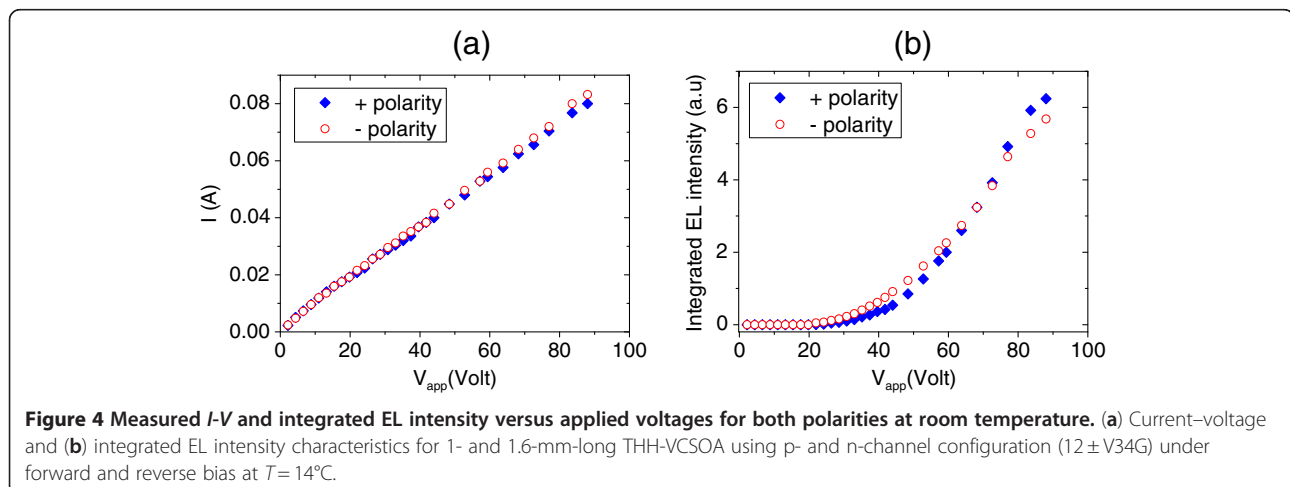 (a)
(b)
+ polarity
- polarity
0.08
0.06
0.04
0.02
0.00
I (A)
0
20
40
60
80
100
V_app(Volt)
+ polarity
- polarity
6
4
2
0
Integrated EL intensity (a.u)
0
20
40
60
80
100
V_app(Volt)
Figure 4 Measured I-V and integrated EL intensity versus applied voltages for both polarities at room temperature. (a) Current–voltage
and (b) integrated EL intensity characteristics for 1- and 1.6-mm-long THH-VCSOA using p- and n-channel configuration (12 ± V34G) under
forward and reverse bias at T = 14°C.